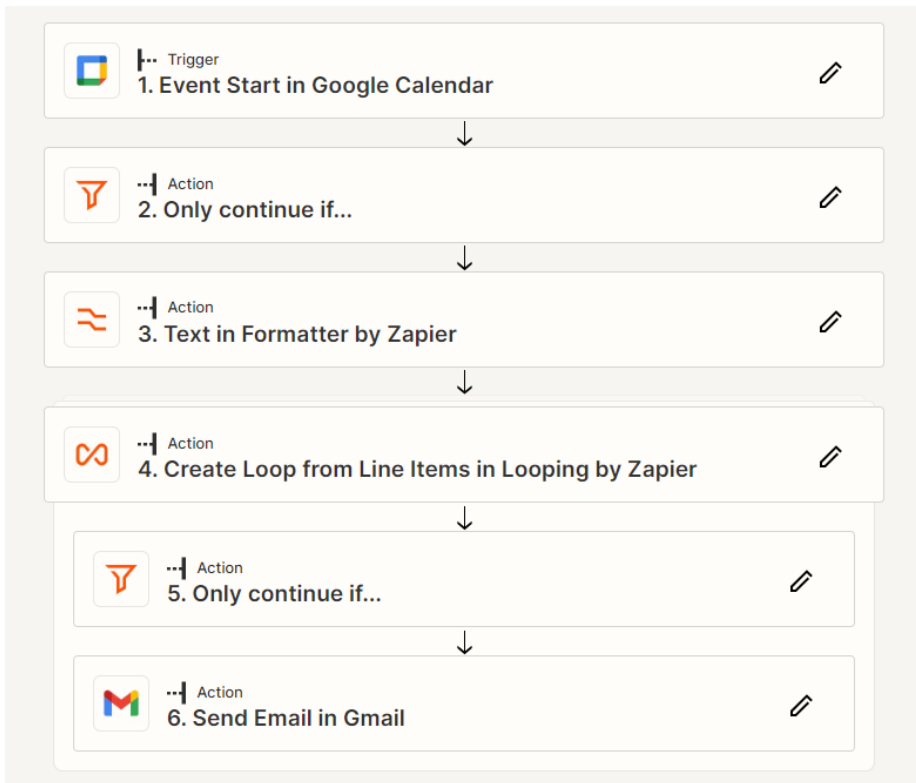 Trigger
1. Event Start in Google Calendar
Action
2. Only continue if...
Action
3. Text in Formatter by Zapier
Action
4. Create Loop from Line Items in Looping by Zapier
Action
5. Only continue if...
Action
6. Send Email in Gmail